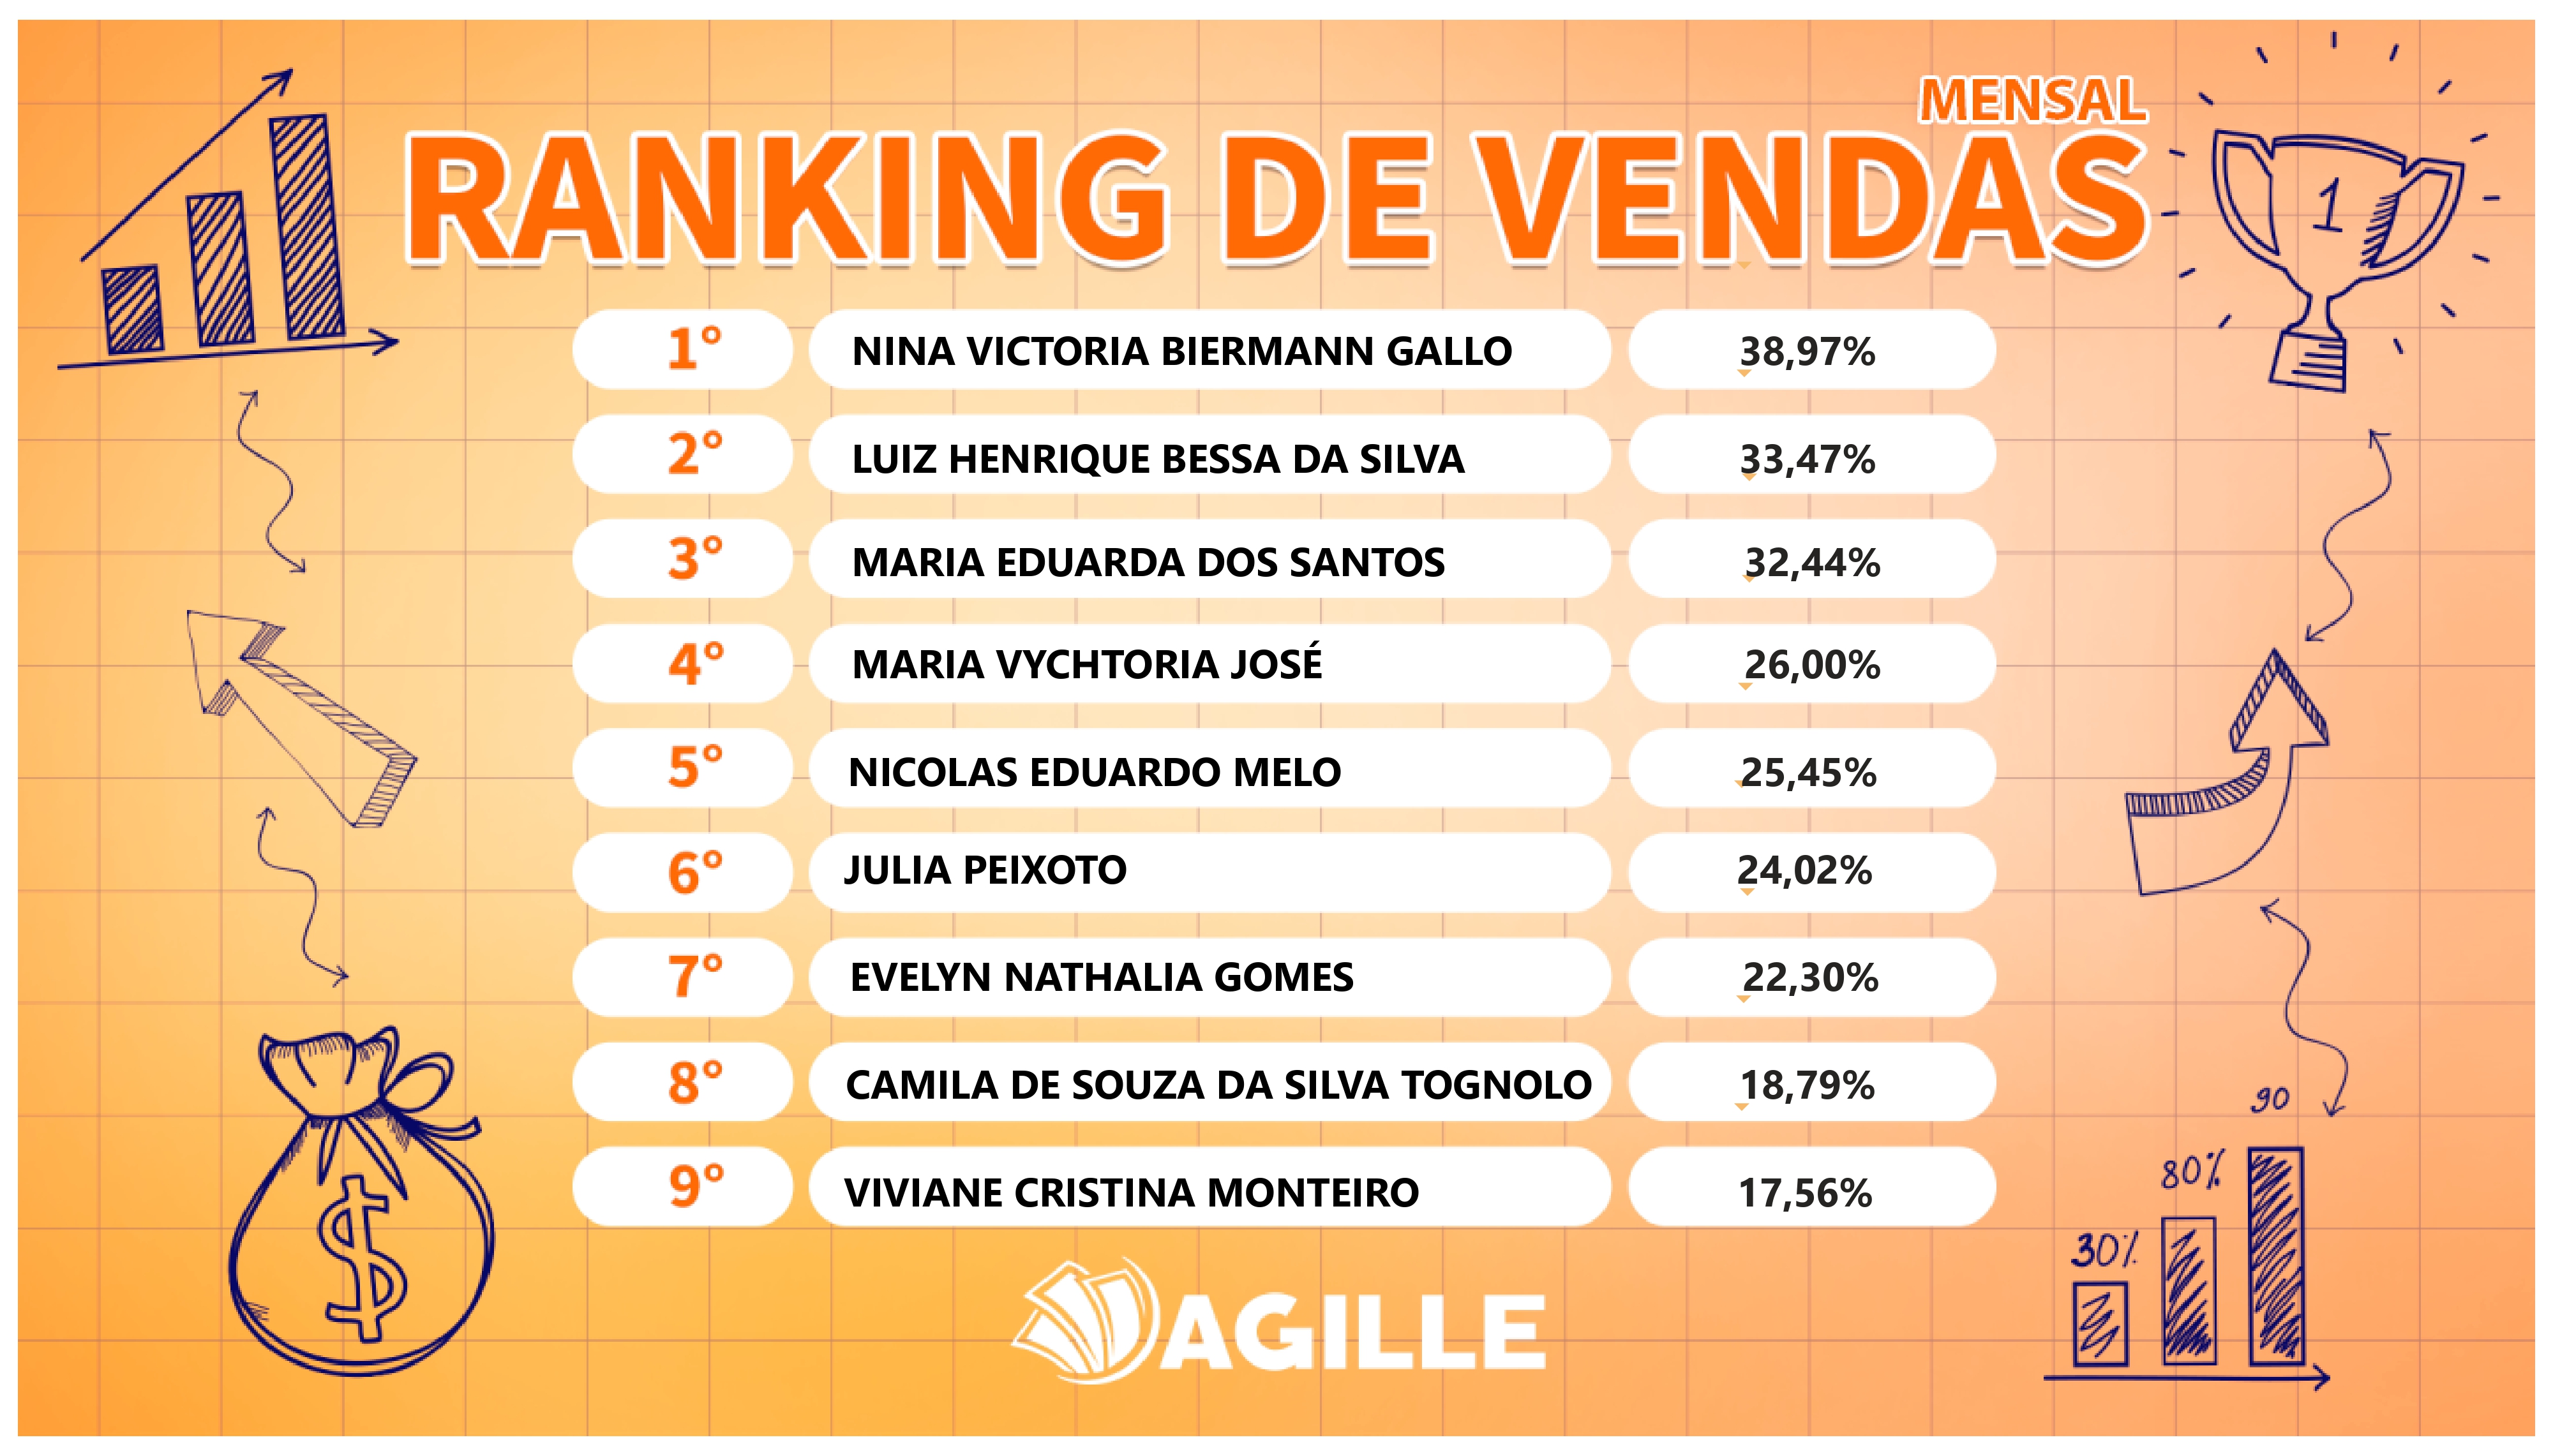 MENSAL
RANKING DE VENDAS
1
1° NINA VICTORIA BIERMANN GALLO 38,97%
2° LUIZ HENRIQUE BESSA DA SILVA 33,47%
3° MARIA EDUARDA DOS SANTOS 32,44%
4° MARIA VYCHTORIA JOSÉ 26,00%
5° NICOLAS EDUARDO MELO 25,45%
6° JULIA PEIXOTO 24,02%
7° EVELYN NATHALIA GOMES 22,30%
8° CAMILA DE SOUZA DA SILVA TOGNOLO 18,79%
9° VIVIANE CRISTINA MONTEIRO 17,56%
$
90
80%
30%
AGILLE